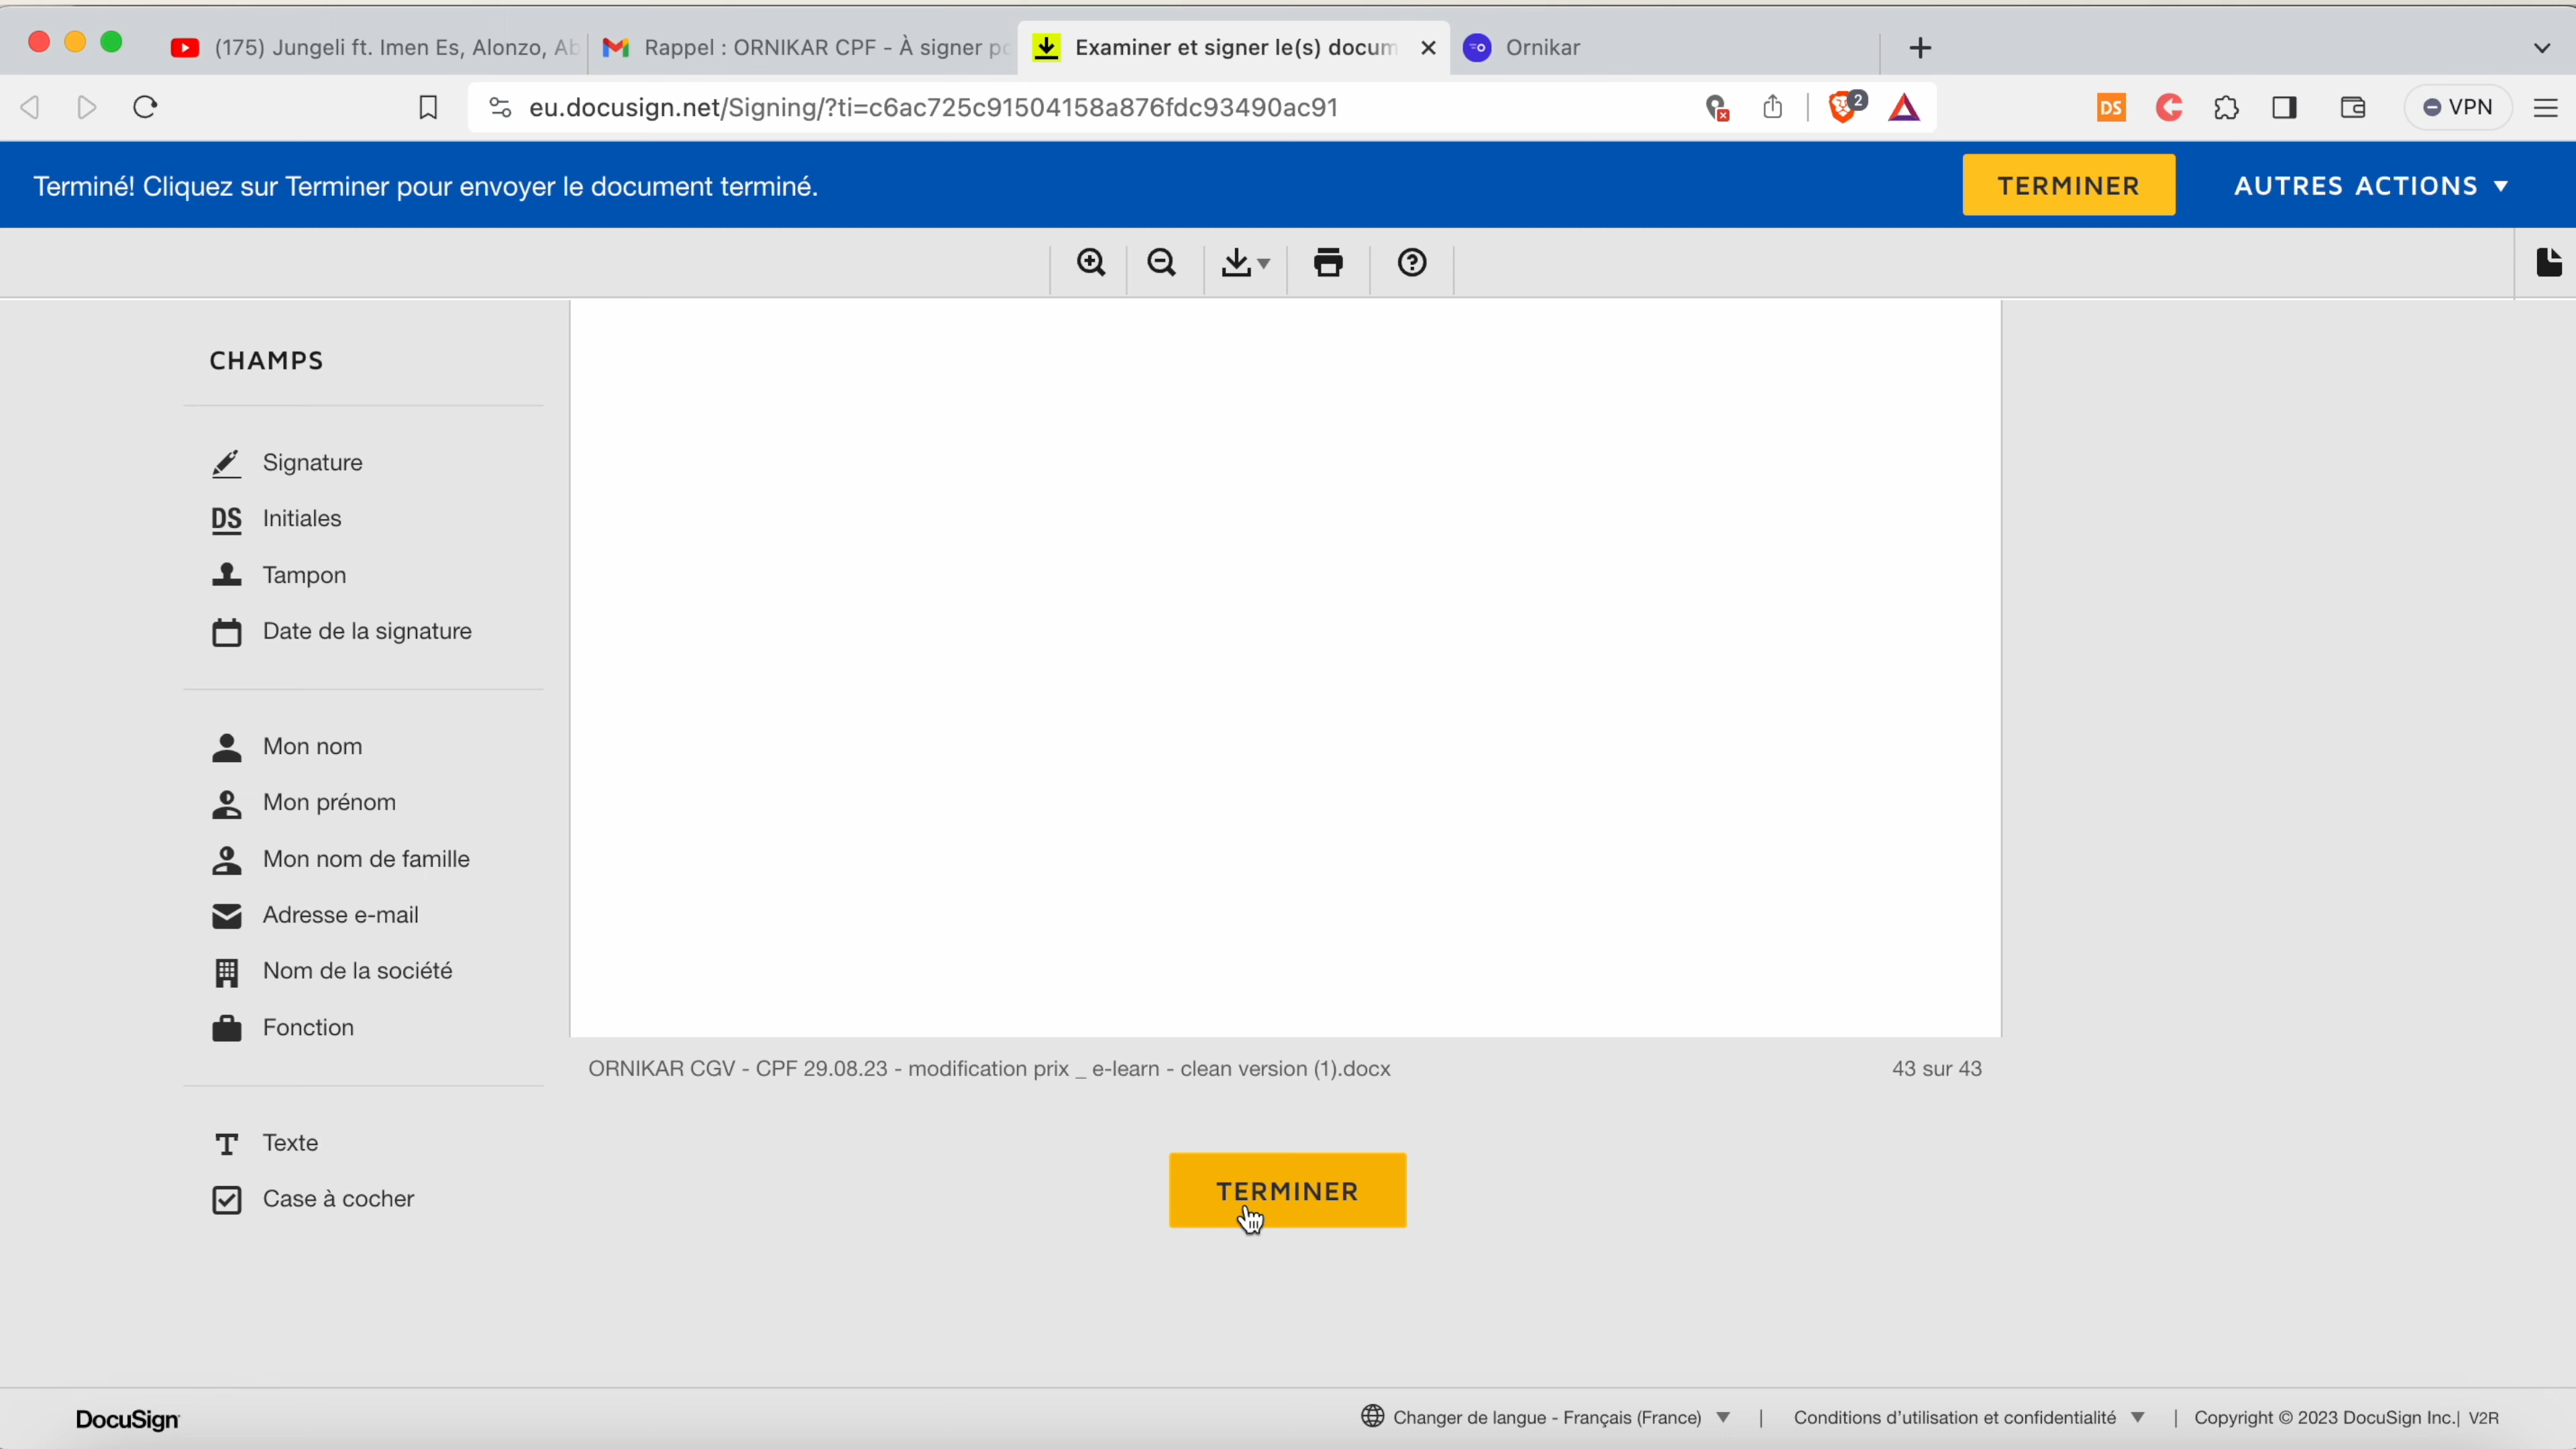 (175) Jungeli ft. Imen Es, Alonzo, Ab
Rappel : ORNIKAR CPF - À signer po
Examiner et signer le(s) docum
Ornikar
eu.docusign.net/Signing/?ti=c6ac725c91504158a876fdc93490ac91
2
DS
VPN
Terminé! Cliquez sur Terminer pour envoyer le document terminé.
TERMINER
AUTRES ACTIONS
CHAMPS
Signature
DS Initiales
Tampon
Date de la signature
Mon nom
Mon prénom
Mon nom de famille
Adresse e-mail
Nom de la société
Fonction
ORNIKAR CGV - CPF 29.08.23 - modification prix _ e-learn - clean version (1).docx
43 sur 43
T Texte
Case à cocher
TERMINER
DocuSign
Changer de langue - Français (France) | Conditions d'utilisation et confidentialité | Copyright © 2023 DocuSign Inc.| V2R